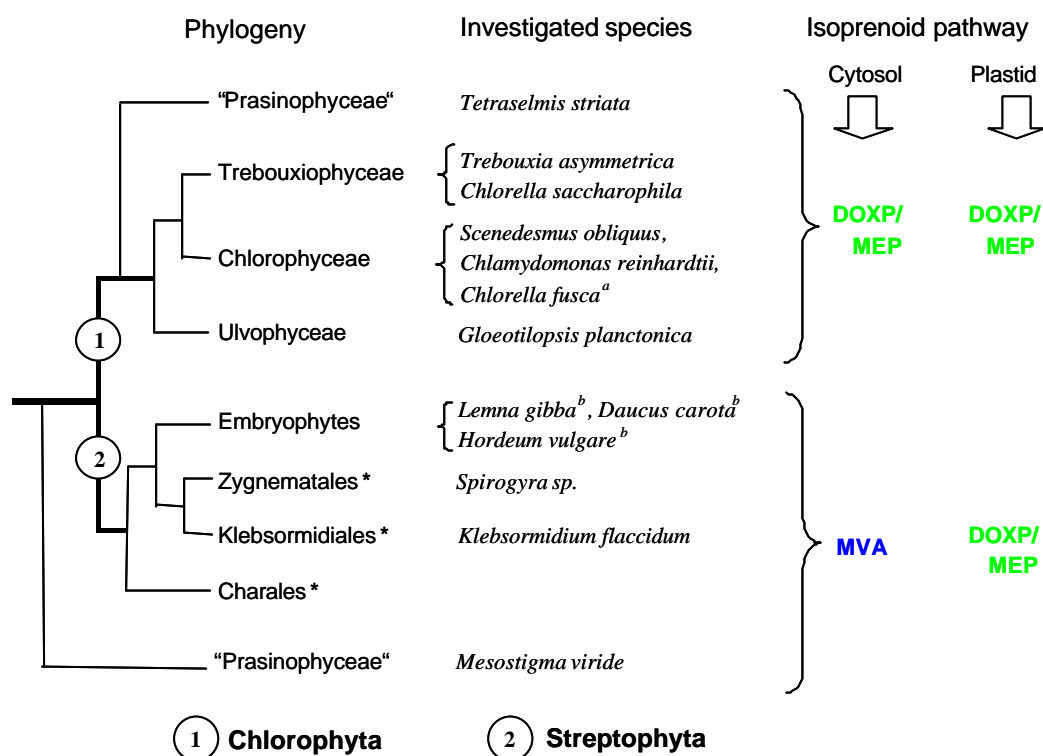 Phylogeny Investigated species Isoprenoid pathway
Cytosol Plastid
“Prasinophyceae“ Tetraselmis striata
Trebouxiophyceae Trebouxia asymmetrica
Chlorella saccharophila
DOXP/ DOXP/
MEP MEP
Scenedesmus obliquus,
Chlorophyceae Chlamydomonas reinhardtii,
Chlorella fusca a
Ulvophyceae Gloeotilopsis planctonica
1
Embryophytes Lemna gibba b, Daucus carota b
Hordeum vulgare b
2
Zygnematales * Spirogyra sp.
Klebsormidiales * Klebsormidium flaccidum
MVA DOXP/
MEP
Charales *
“Prasinophyceae“ Mesostigma viride
1 Chlorophyta 2 Streptophyta